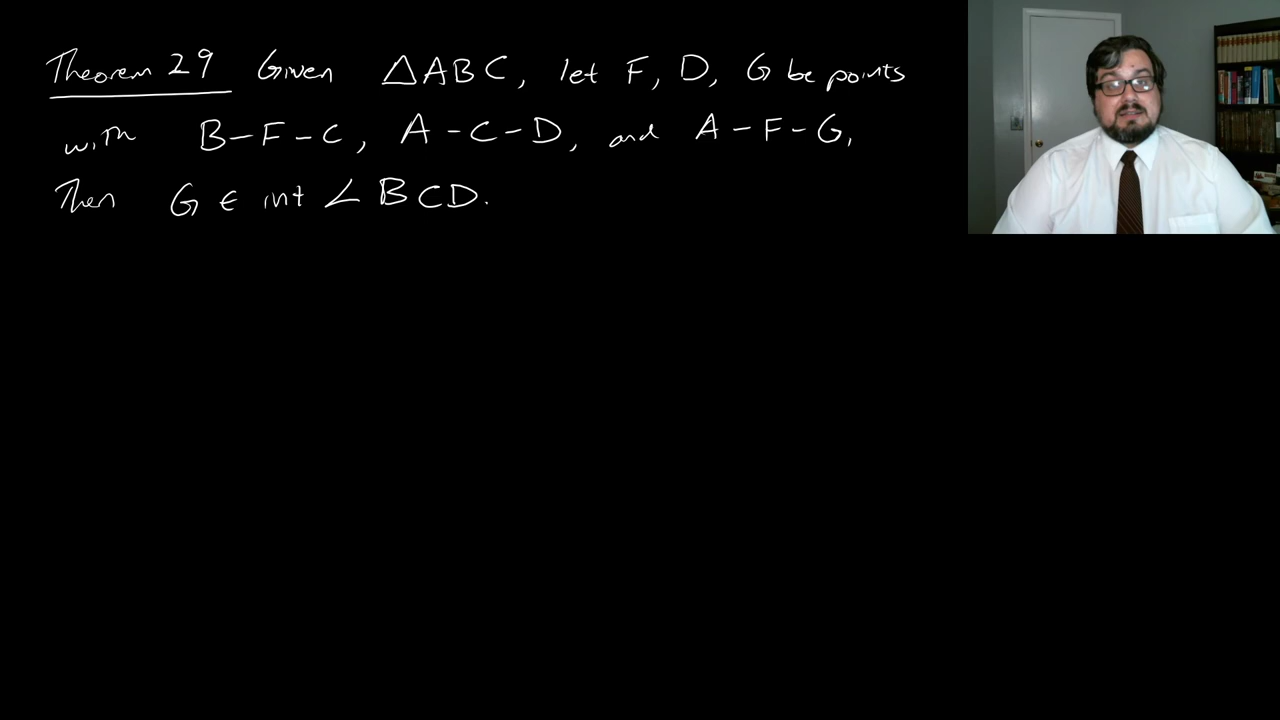 Theorem 29 Given △ABC, let F, D, G be points
with B-F-C, A-C-D, and A-F-G,
Then G ∈ int ∠BCD.